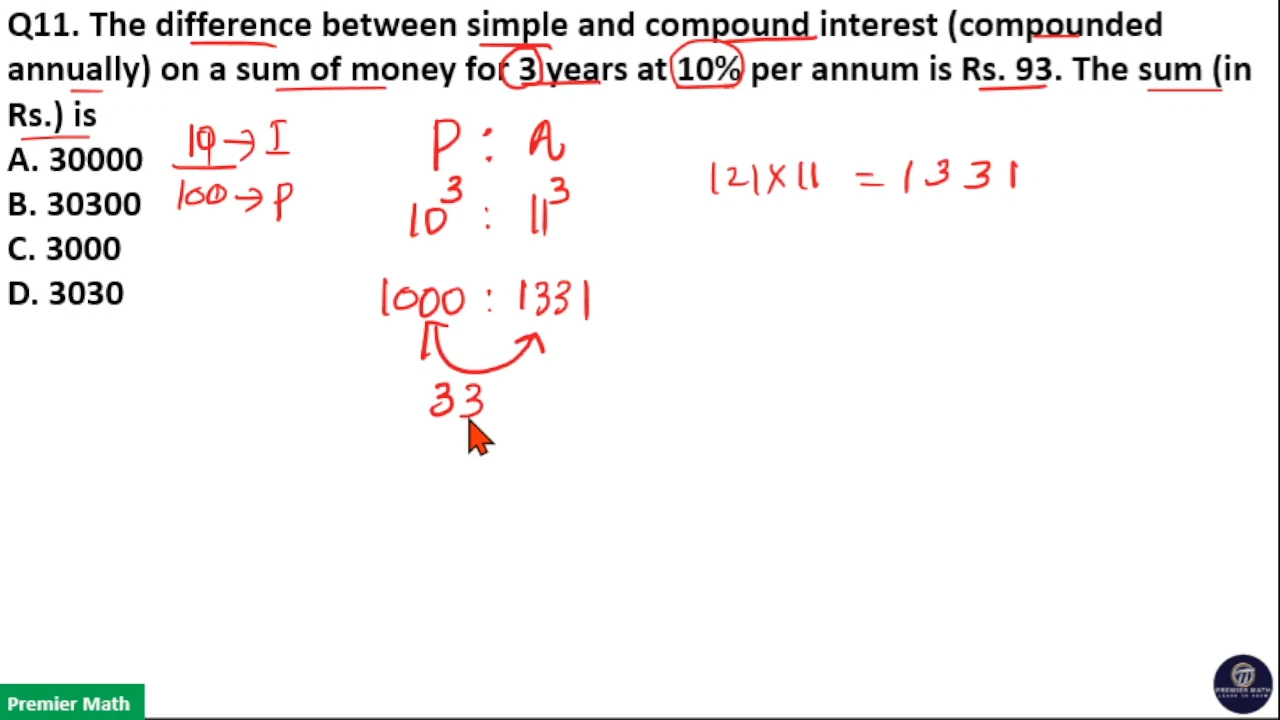 Q11. The difference between simple and compound interest (compounded
annually) on a sum of money for 3 years at 10% per annum is Rs. 93. The sum (in
Rs.) is
A. 30000
B. 30300
C. 3000
D. 3030
10 → I
100 → P
P : A
10³ : 11³
1000 : 1331
33
121 × 11 = 1331
Premier Math
PREMIER MATH